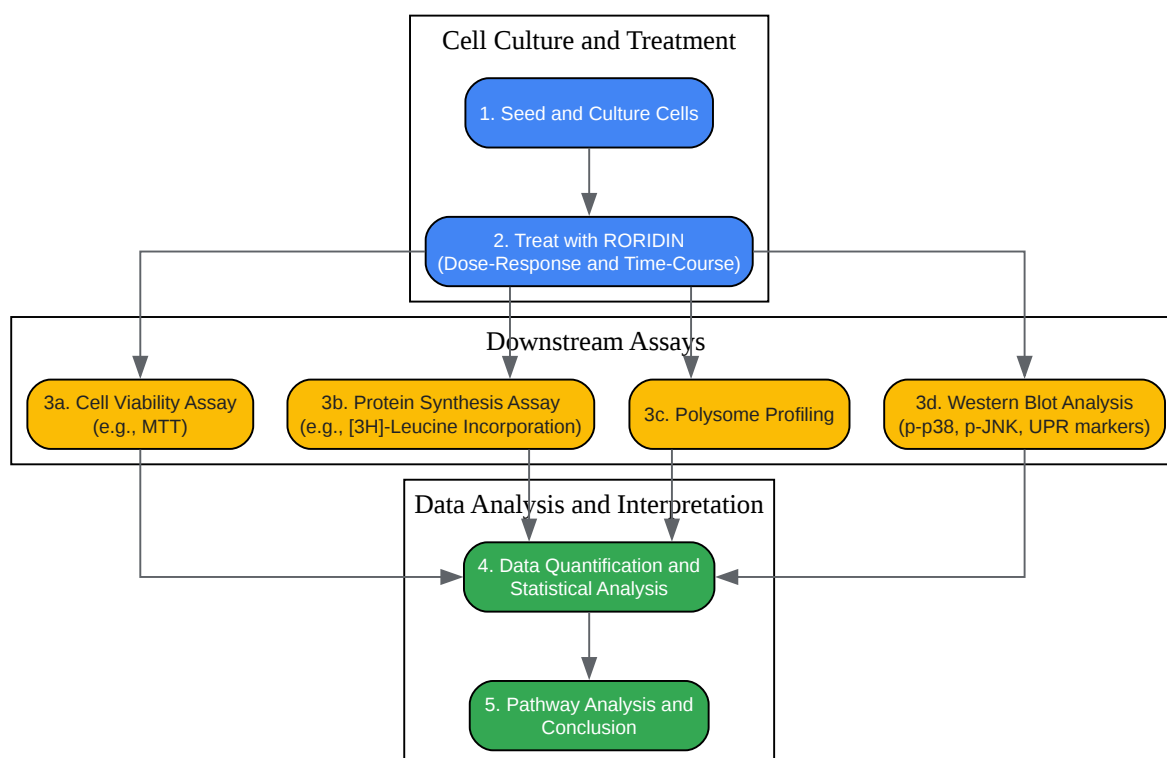 Cell Culture and Treatment
1. Seed and Culture Cells
2. Treat with RORIDIN
(Dose-Response and Time-Course)
Downstream Assays
3a. Cell Viability Assay
(e.g., MTT)
3b. Protein Synthesis Assay
(e.g., [3H]-Leucine Incorporation)
3c. Polysome Profiling
3d. Western Blot Analysis
(p-p38, p-JNK, UPR markers)
Data Analysis and Interpretation
4. Data Quantification and
Statistical Analysis
5. Pathway Analysis and
Conclusion